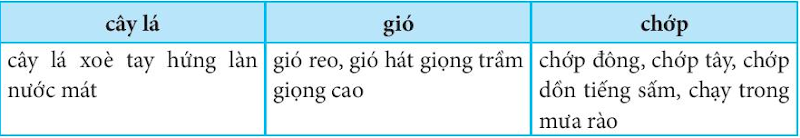 cây lá
gió
chớp
cây lá xoè tay hứng làn
nước mát
gió reo, gió hát giọng trầm
giọng cao
chớp đông, chớp tây, chớp
dồn tiếng sấm, chạy trong
mưa rào